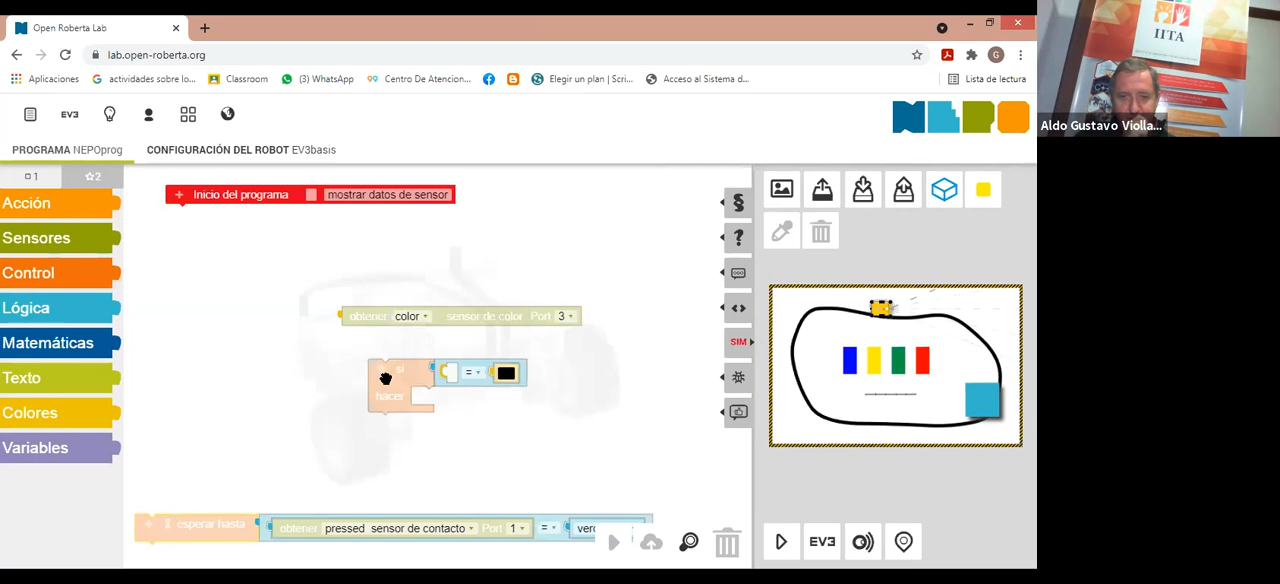 Open Roberta Lab
lab.open-roberta.org
Aplicaciones actividades sobre lo... Classroom (3) WhatsApp Centro De Atencion... Elegir un plan | Scri... Acceso al Sistema d... Lista de lectura
G
IITA
Aldo Gustavo Violla...
EV3
PROGRAMA NEPOprog CONFIGURACIÓN DEL ROBOT EV3basis
1 2
Acción
Sensores
Control
Lógica
Matemáticas
Texto
Colores
Variables
+ Inicio del programa mostrar datos de sensor
obtener color sensor de color Port 3
si =
hacer
+ esperar hasta obtener pressed sensor de contacto Port 1 =
§
?
SIM
EV3